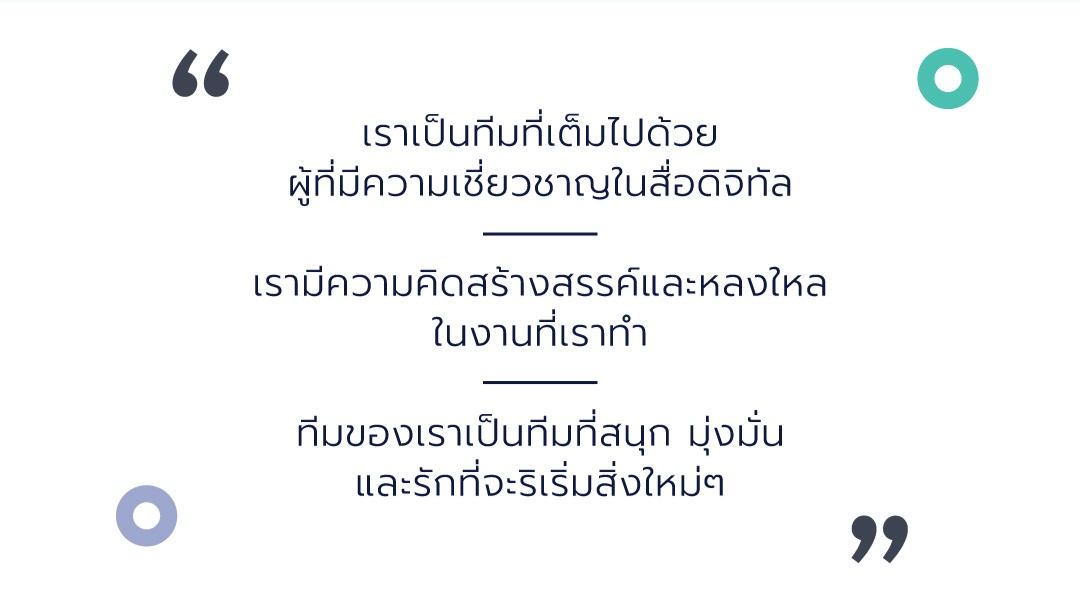 “
เราเป็นทีมที่เต็มไปด้วย
ผู้ที่มีความเชี่ยวชาญในสื่อดิจิทัล
เรามีความคิดสร้างสรรค์และหลงใหล
ในงานที่เราทำ
ทีมของเราเป็นทีมที่สนุก มุ่งมั่น
และรักที่จะริเริ่มสิ่งใหม่ๆ
”